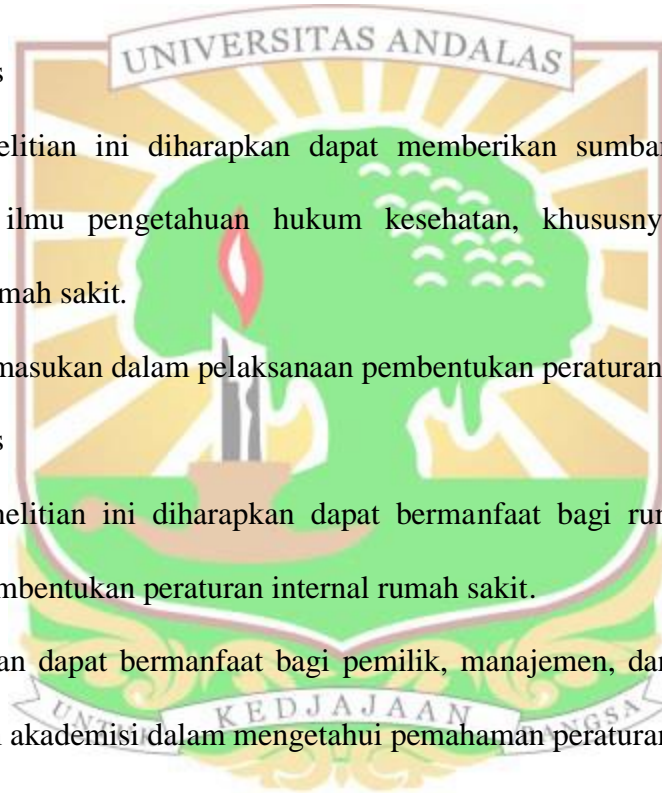 UNIVERSITAS ANDALAS
s
elitian ini diharapkan dapat memberikan sumbar
ilmu pengetahuan hukum kesehatan, khususny
mah sakit.
masukan dalam pelaksanaan pembentukan peraturan
s
nelitian ini diharapkan dapat bermanfaat bagi rur
mbentukan peraturan internal rumah sakit.
an dapat bermanfaat bagi pemilik, manajemen, dar
UNTUK KEDJAJAAN BANGSA
akademisi dalam mengetahui pemahaman peraturan